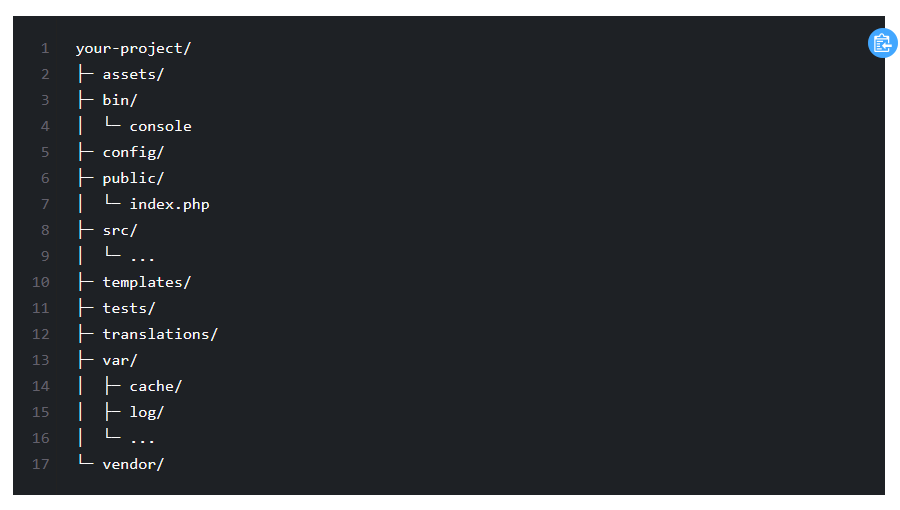 1 your-project/
2 ├─ assets/
3 ├─ bin/
4 │  └─ console
5 ├─ config/
6 ├─ public/
7 │  └─ index.php
8 ├─ src/
9 │  └─ ...
10 ├─ templates/
11 ├─ tests/
12 ├─ translations/
13 ├─ var/
14 │  ├─ cache/
15 │  ├─ log/
16 │  └─ ...
17 └─ vendor/